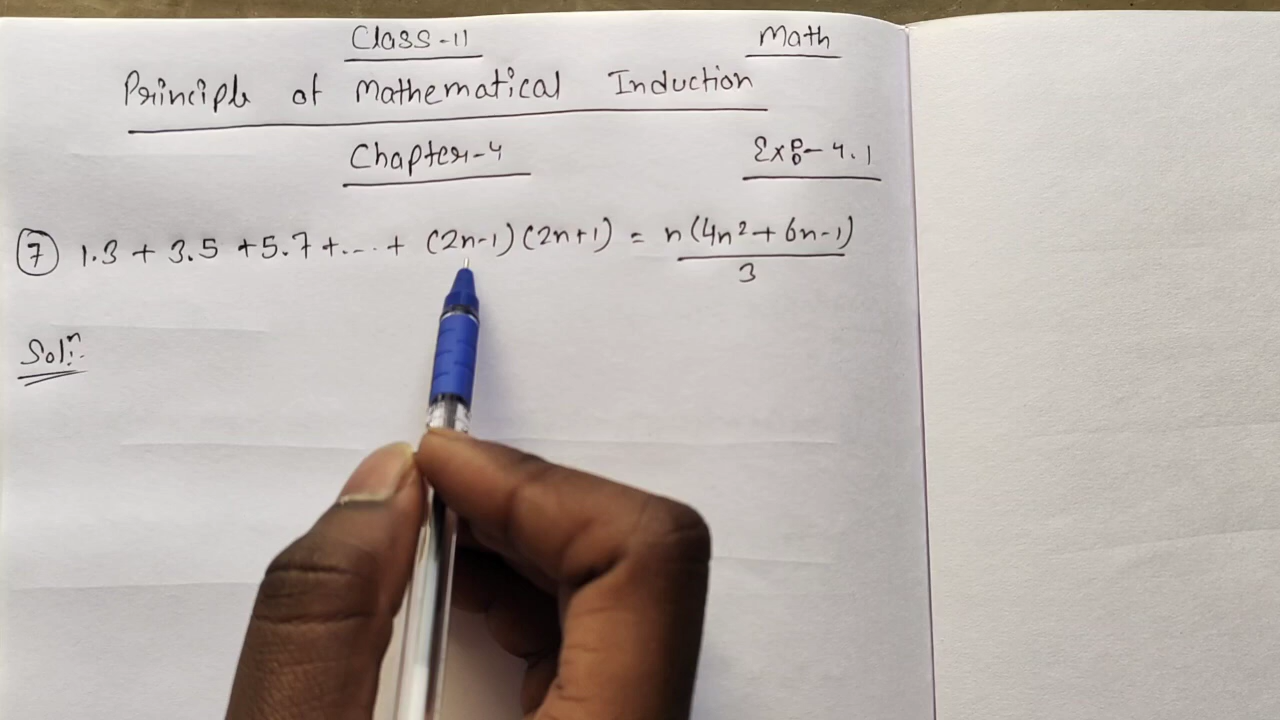 Class-11 Math
Principle of Mathematical Induction
Chapter-4 Exe:- 4.1
7 1.3 + 3.5 + 5.7 + .... + (2n-1)(2n+1) = n(4n²+6n-1)/3
Solⁿ: